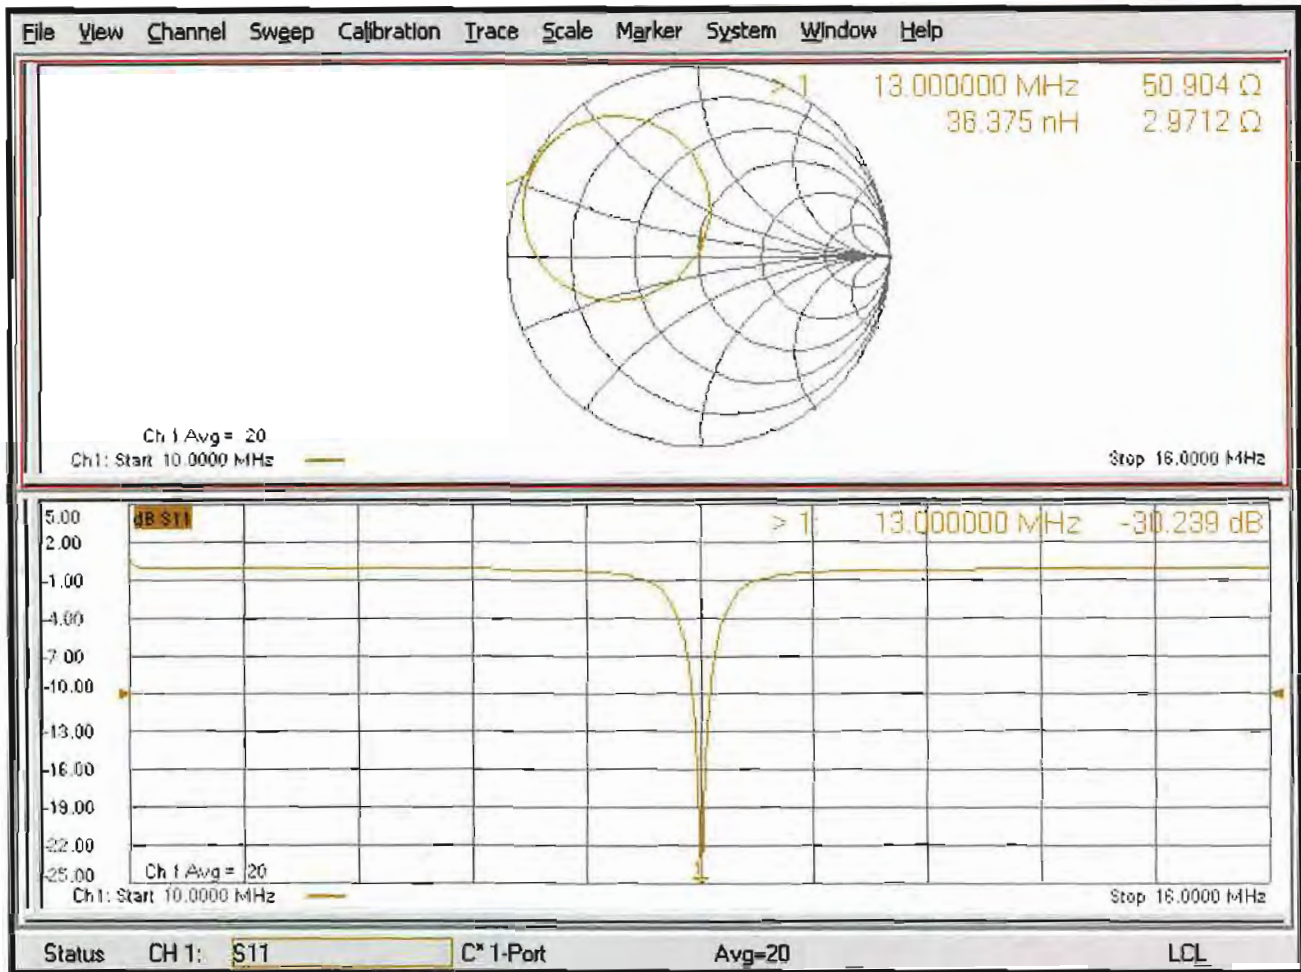 File View Channel Sweep Calibration Trace Scale Marker System Window Help
> 1 13.000000 MHz 50.904 Ω
36.375 nH 2.9712 Ω
Ch 1 Avg = 20
Ch1: Start 10.0000 MHz
Stop 16.0000 MHz
dB S11
> 1: 13.000000 MHz -30.239 dB
5.00
2.00
-1.00
-4.00
-7.00
-10.00
-13.00
-16.00
-19.00
-22.00
-25.00
1
Ch 1 Avg = 20
Ch1: Start 10.0000 MHz
Stop 16.0000 MHz
Status CH 1: S11 C* 1-Port Avg=20 LCL